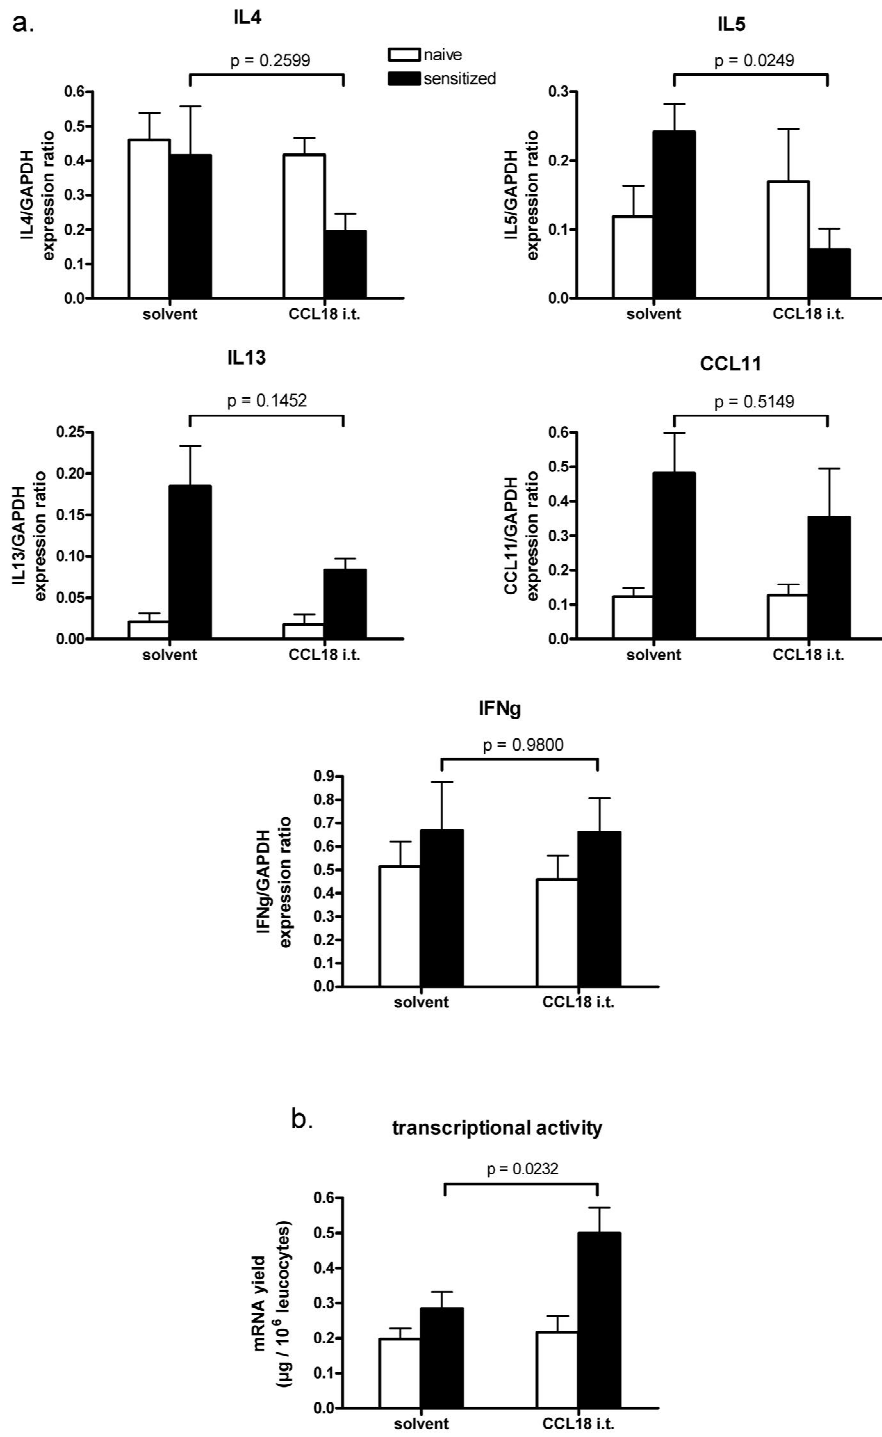 a.
IL4
p = 0.2599
naive
sensitized
IL4/GAPDH
expression ratio
0.6
0.5
0.4
0.3
0.2
0.1
0.0
solvent
CCL18 i.t.
IL5
p = 0.0249
IL5/GAPDH
expression ratio
0.3
0.2
0.1
0.0
solvent
CCL18 i.t.
IL13
p = 0.1452
IL13/GAPDH
expression ratio
0.25
0.20
0.15
0.10
0.05
0.00
solvent
CCL18 i.t.
CCL11
p = 0.5149
CCL11/GAPDH
expression ratio
0.6
0.5
0.4
0.3
0.2
0.1
0.0
solvent
CCL18 i.t.
IFNg
p = 0.9800
IFNg/GAPDH
expression ratio
0.9
0.8
0.7
0.6
0.5
0.4
0.3
0.2
0.1
0.0
solvent
CCL18 i.t.
b.
transcriptional activity
p = 0.0232
mRNA yield
(µg / 10⁶ leucocytes)
0.6
0.5
0.3
0.2
0.1
0.0
solvent
CCL18 i.t.